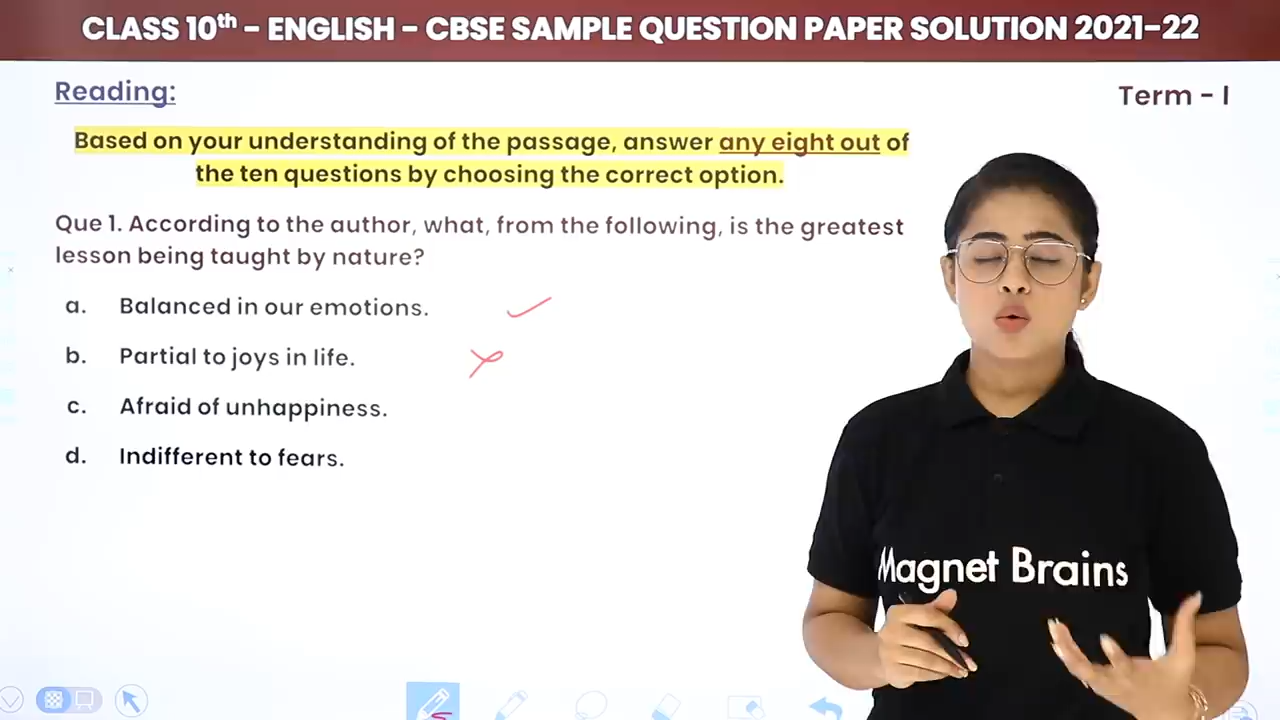 CLASS 10th - ENGLISH - CBSE SAMPLE QUESTION PAPER SOLUTION 2021-22
Reading:
Term - I
Based on your understanding of the passage, answer any eight out of
the ten questions by choosing the correct option.
Que 1. According to the author, what, from the following, is the greatest
lesson being taught by nature?
a. Balanced in our emotions.
b. Partial to joys in life.
c. Afraid of unhappiness.
d. Indifferent to fears.
Magnet Brains